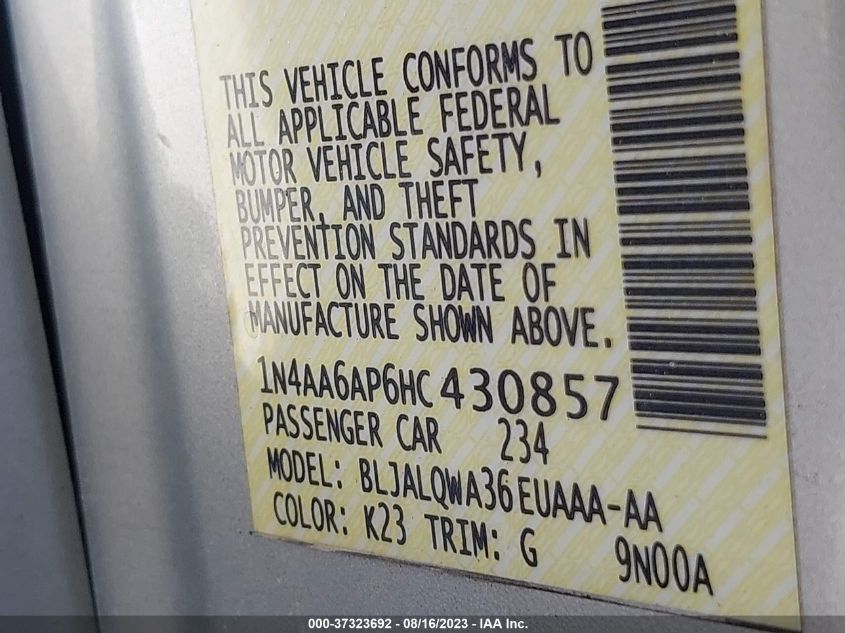 THIS VEHICLE CONFORMS TO
ALL APPLICABLE FEDERAL
MOTOR VEHICLE SAFETY,
BUMPER, AND THEFT
PREVENTION STANDARDS IN
EFFECT ON THE DATE OF
MANUFACTURE SHOWN ABOVE.
1N4AA6AP6HC430857
PASSENGER CAR 234
MODEL: BLJALQWA36EUAAA-AA
COLOR: K23 TRIM: G 9N00A
000-37323692 - 08/16/2023 - IAA Inc.